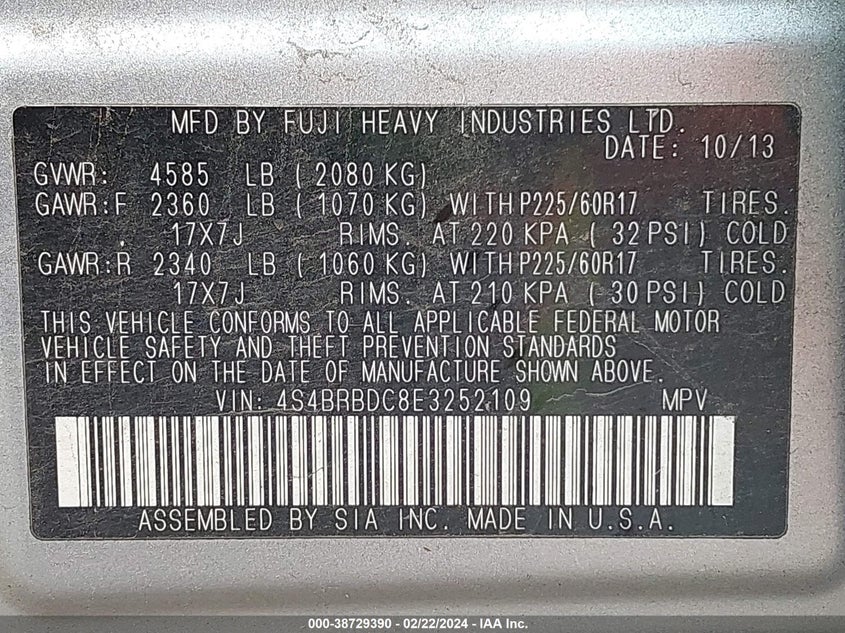 MFD BY FUJI HEAVY INDUSTRIES LTD.
DATE: 10/13
GVWR: 4585 LB ( 2080 KG)
GAWR:F 2360 LB ( 1070 KG) WITH P225/60R17 TIRES.
17X7J RIMS. AT 220 KPA ( 32 PSI) COLD
GAWR:R 2340 LB ( 1060 KG) WITH P225/60R17 TIRES.
17X7J RIMS. AT 210 KPA ( 30 PSI) COLD
THIS VEHICLE CONFORMS TO ALL APPLICABLE FEDERAL MOTOR
VEHICLE SAFETY AND THEFT PREVENTION STANDARDS
IN EFFECT ON THE DATE OF MANUFACTURE SHOWN ABOVE.
VIN: 4S4BRBDC8E3252109 MPV
ASSEMBLED BY SIA INC. MADE IN U.S.A.
000-38729390 - 02/22/2024 - IAA Inc.